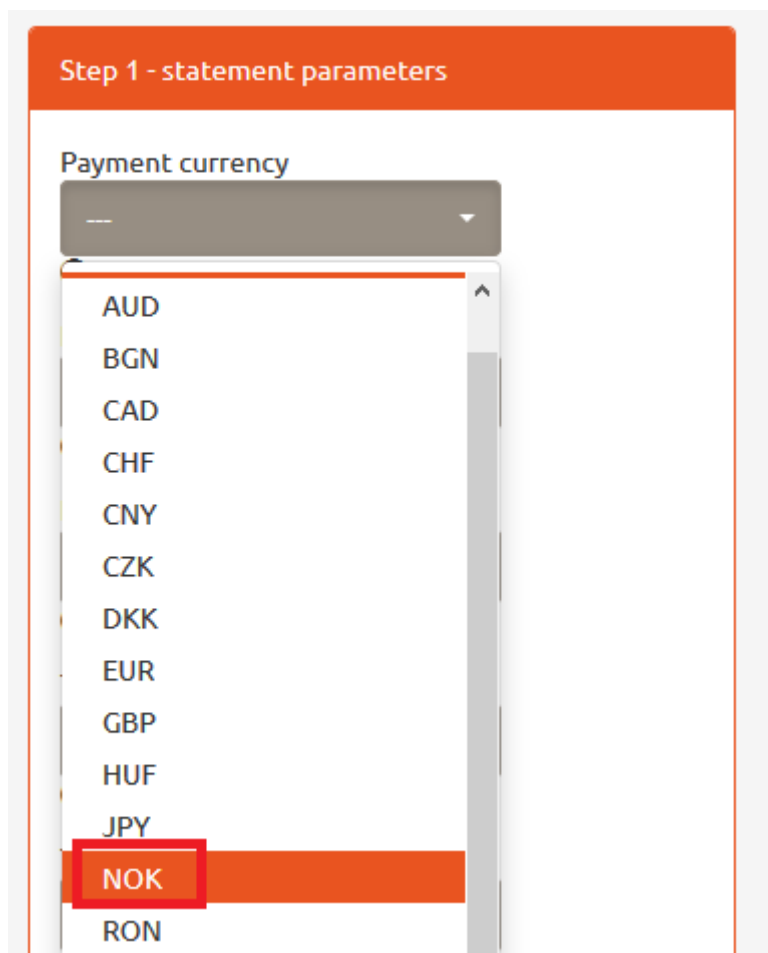 Step 1 - statement parameters
Payment currency
---
AUD
BGN
CAD
CHF
CNY
CZK
DKK
EUR
GBP
HUF
JPY
NOK
RON